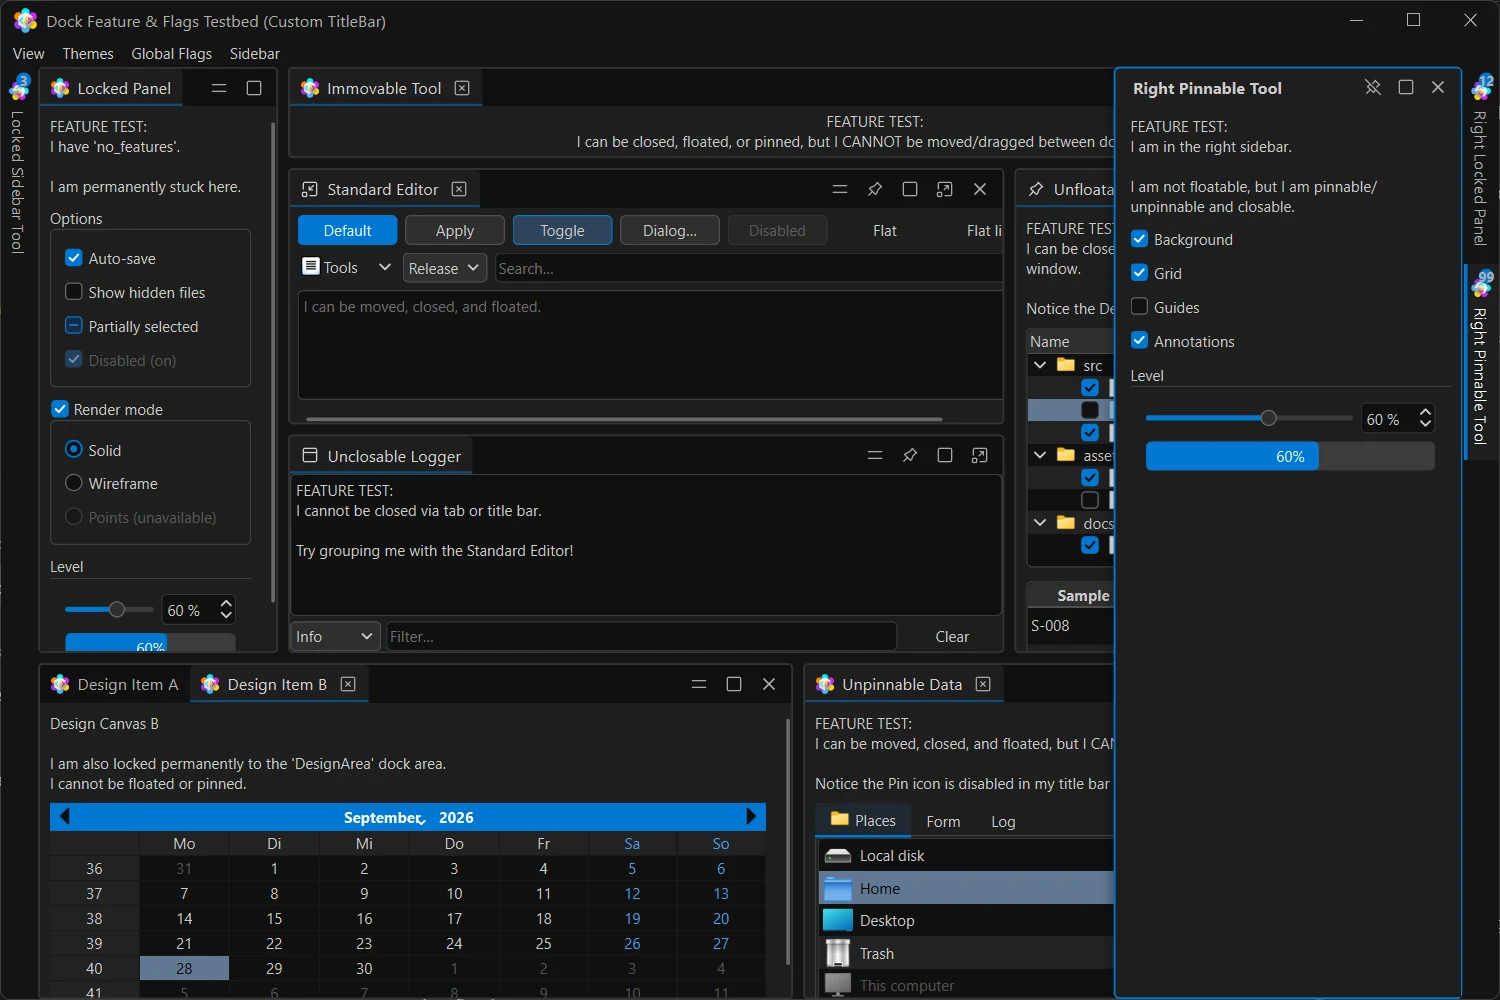 Dock Feature & Flags Testbed (Custom TitleBar)
View Themes Global Flags Sidebar
3
Locked Sidebar Tool
Locked Panel
FEATURE TEST:
I have 'no_features'.
I am permanently stuck here.
Options
Auto-save
Show hidden files
Partially selected
Disabled (on)
Render mode
Solid
Wireframe
Points (unavailable)
Level
60 %
60%
Immovable Tool
FEATURE TEST:
I can be closed, floated, or pinned, but I CANNOT be moved/dragged between do
Standard Editor
Default Apply Toggle Dialog... Disabled Flat Flat li
Tools Release Search...
I can be moved, closed, and floated.
Unclosable Logger
FEATURE TEST:
I cannot be closed via tab or title bar.
Try grouping me with the Standard Editor!
Info Filter... Clear
Unfloata
FEATURE TES
I can be close
window.
Notice the De
Name
src
asse
docs
Sample
S-008
Right Pinnable Tool
FEATURE TEST:
I am in the right sidebar.
I am not floatable, but I am pinnable/
unpinnable and closable.
Background
Grid
Guides
Annotations
Level
60 %
60%
12
Right Locked Panel
99
Right Pinnable Tool
Design Item A Design Item B
Design Canvas B
I am also locked permanently to the 'DesignArea' dock area.
I cannot be floated or pinned.
September, 2026
Mo Di Mi Do Fr Sa So
36 31 1 2 3 4 5 6
37 7 8 9 10 11 12 13
38 14 15 16 17 18 19 20
39 21 22 23 24 25 26 27
40 28 29 30 1 2 3 4
41 5 6 7 8 9 10 11
Unpinnable Data
FEATURE TEST:
I can be moved, closed, and floated, but I CAN
Notice the Pin icon is disabled in my title bar
Places Form Log
Local disk
Home
Desktop
Trash
This computer